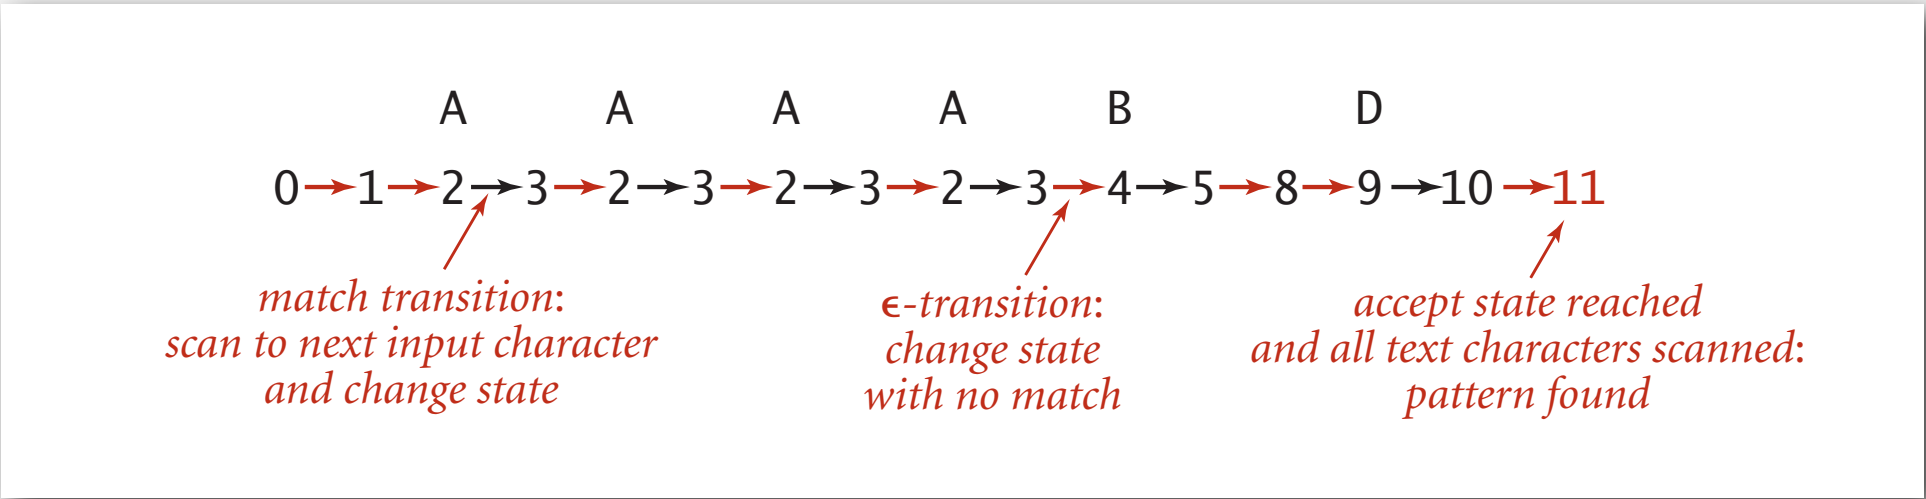 A A A A B D
0 1 2 3 2 3 2 3 2 3 4 5 8 9 10 11
match transition:
scan to next input character
and change state
ϵ-transition:
change state
with no match
accept state reached
and all text characters scanned:
pattern found